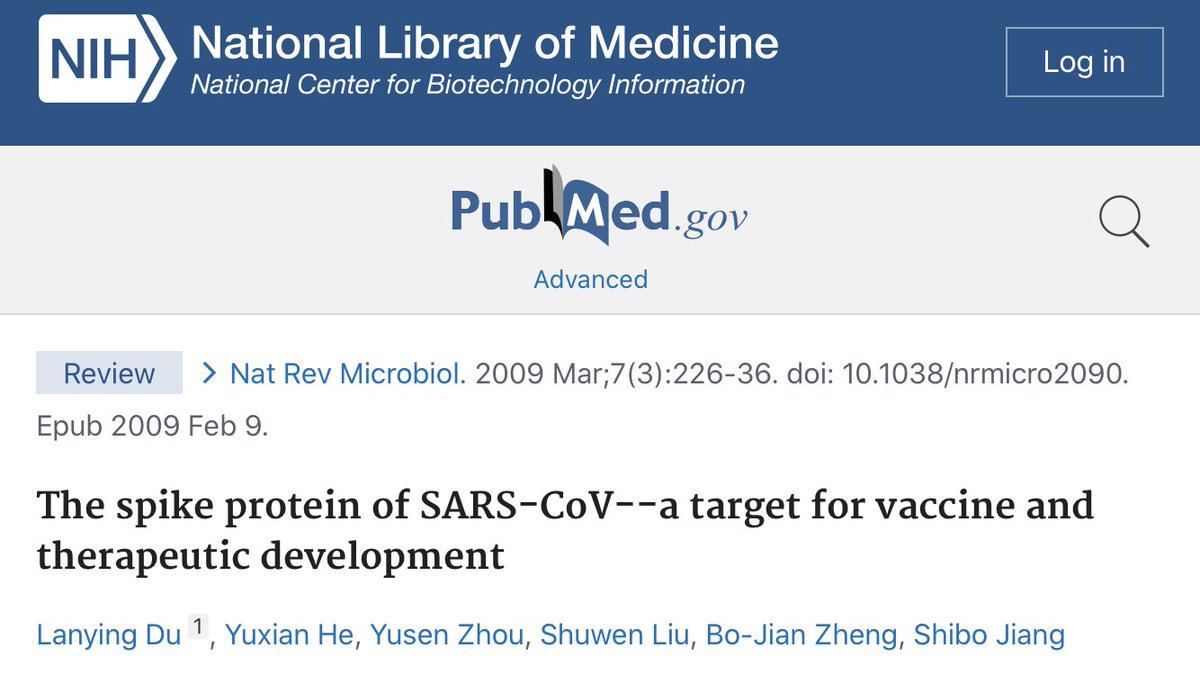 NIH National Library of Medicine
National Center for Biotechnology Information
Log in
PubMed.gov
Advanced
Review > Nat Rev Microbiol. 2009 Mar;7(3):226-36. doi: 10.1038/nrmicro2090.
Epub 2009 Feb 9.
The spike protein of SARS-CoV--a target for vaccine and
therapeutic development
Lanying Du 1, Yuxian He, Yusen Zhou, Shuwen Liu, Bo-Jian Zheng, Shibo Jiang